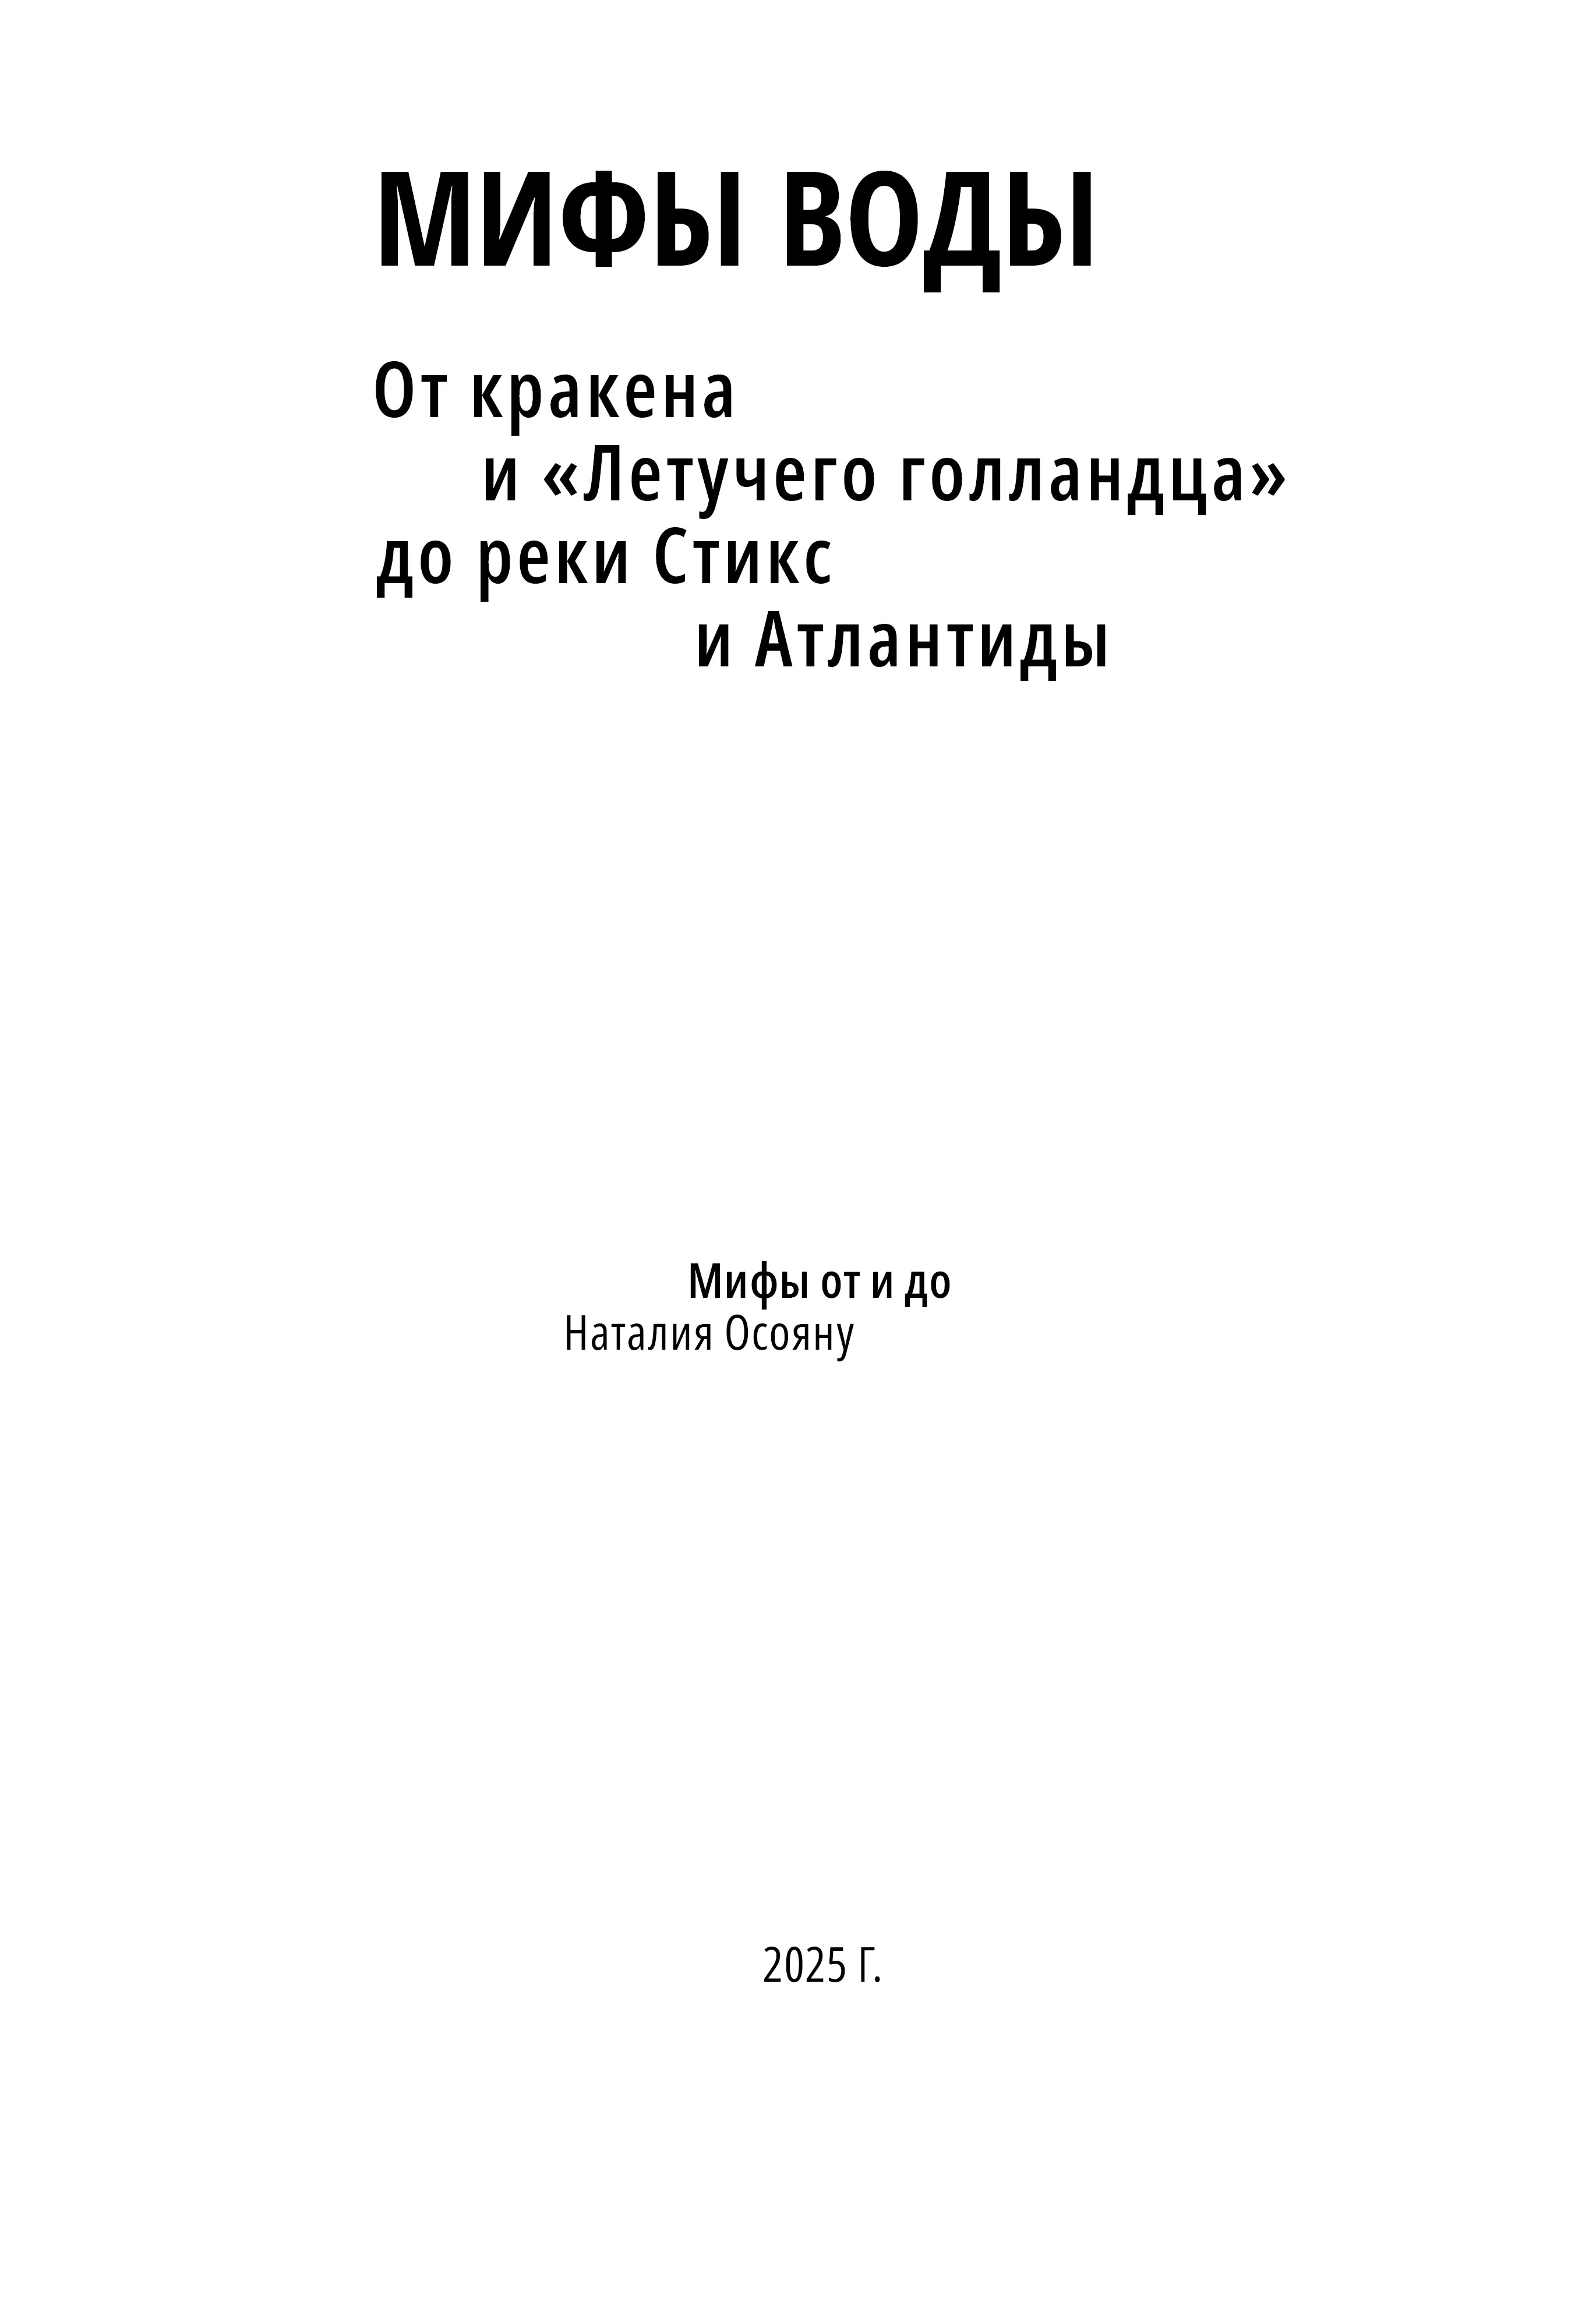 МИФЫ ВОДЫ
От кракена
и «Летучего голландца»
до реки Стикс
и Атлантиды
Мифы от и до
Наталия Осояну
2025 Г.